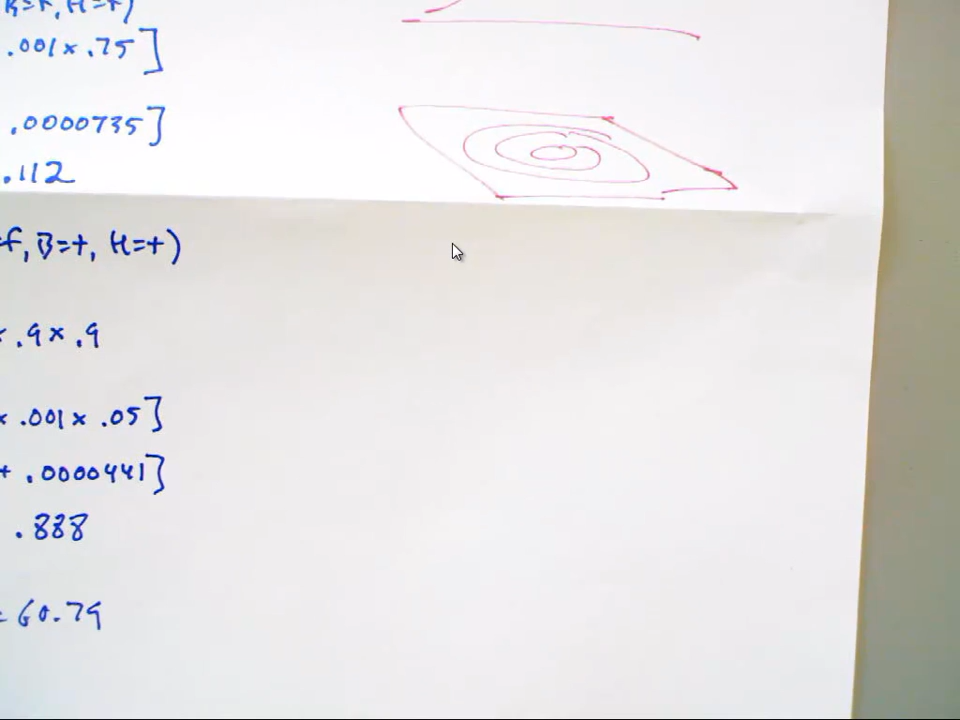 B=t, H=t)
.001 x .75]
.0000735]
.112
=f, B=t, H=t)
x .9 x .9
x .001 x .05]
+ .0000441]
.888
= 60.79